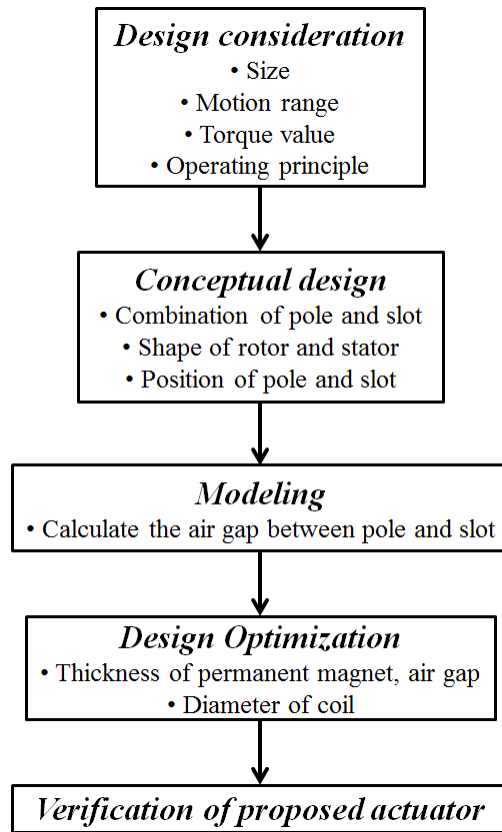 Design consideration
• Size
• Motion range
• Torque value
• Operating principle
Conceptual design
• Combination of pole and slot
• Shape of rotor and stator
• Position of pole and slot
Modeling
• Calculate the air gap between pole and slot
Design Optimization
• Thickness of permanent magnet, air gap
• Diameter of coil
Verification of proposed actuator